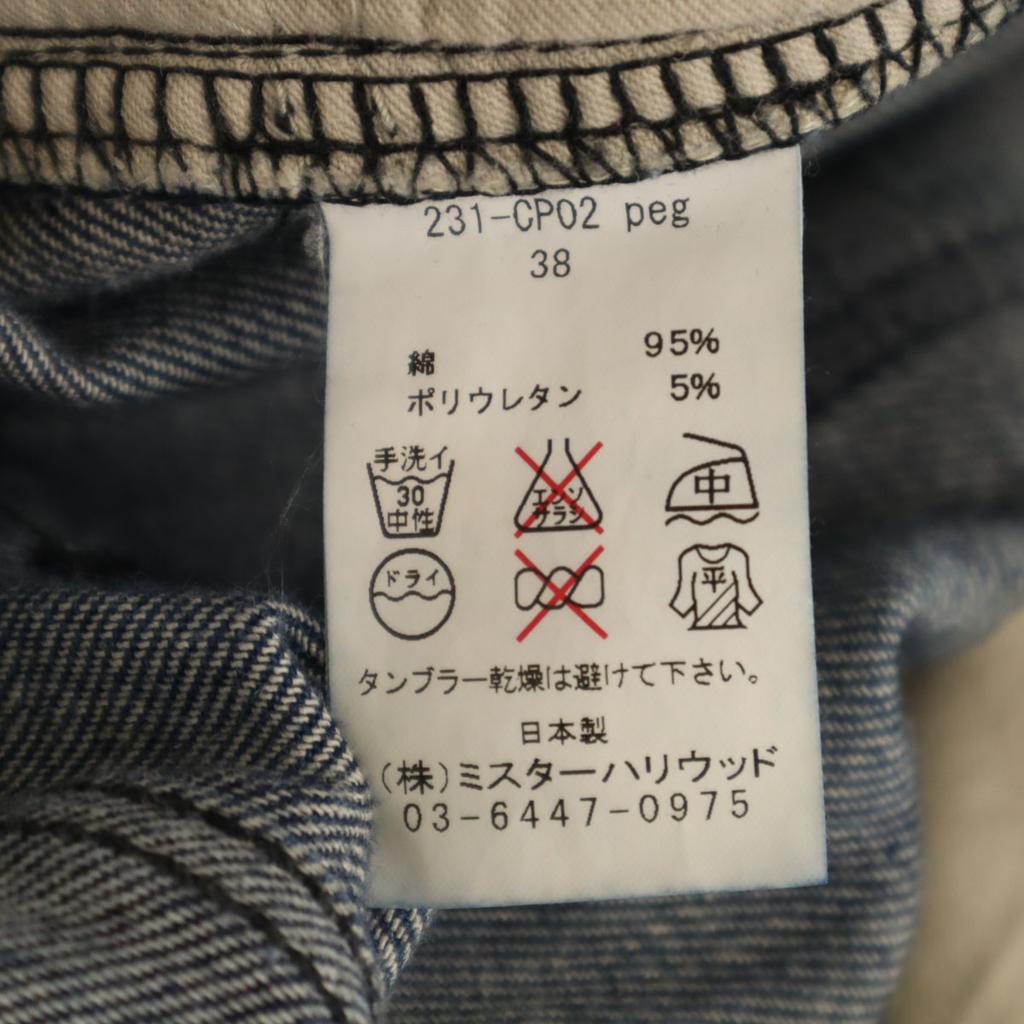 231-CP02 peg
38
綿 95%
ポリウレタン 5%
手洗イ
30
中性
エンソ
サラシ
中
ドライ
平
タンブラー乾燥は避けて下さい。
日本製
(株)ミスターハリウッド
03-6447-0975